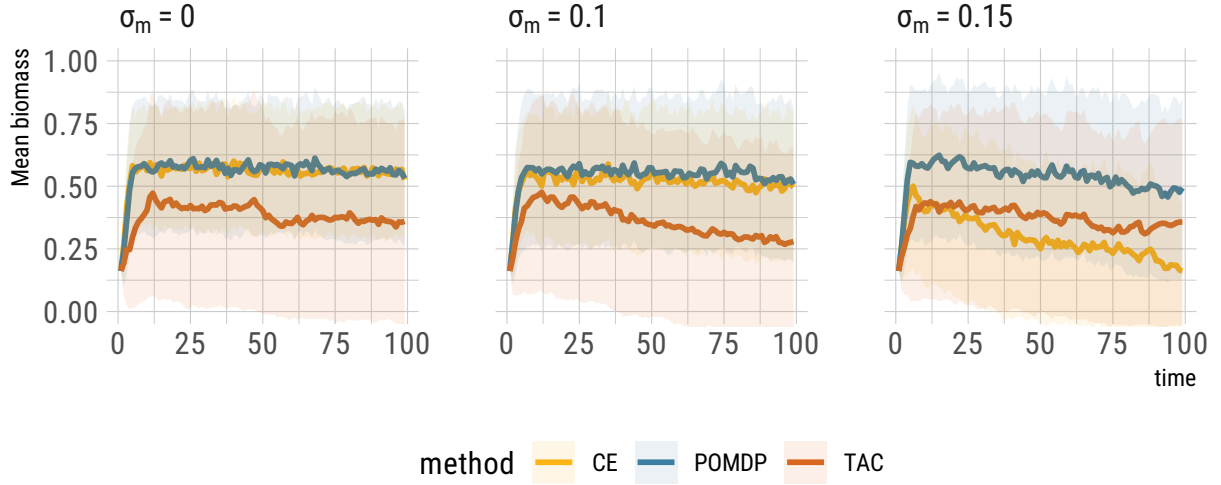 σm = 0
σm = 0.1
σm = 0.15
Mean biomass
1.00
0.75
0.50
0.25
0.00
0 25 50 75 100
0 25 50 75 100
0 25 50 75 100
time
method CE POMDP TAC